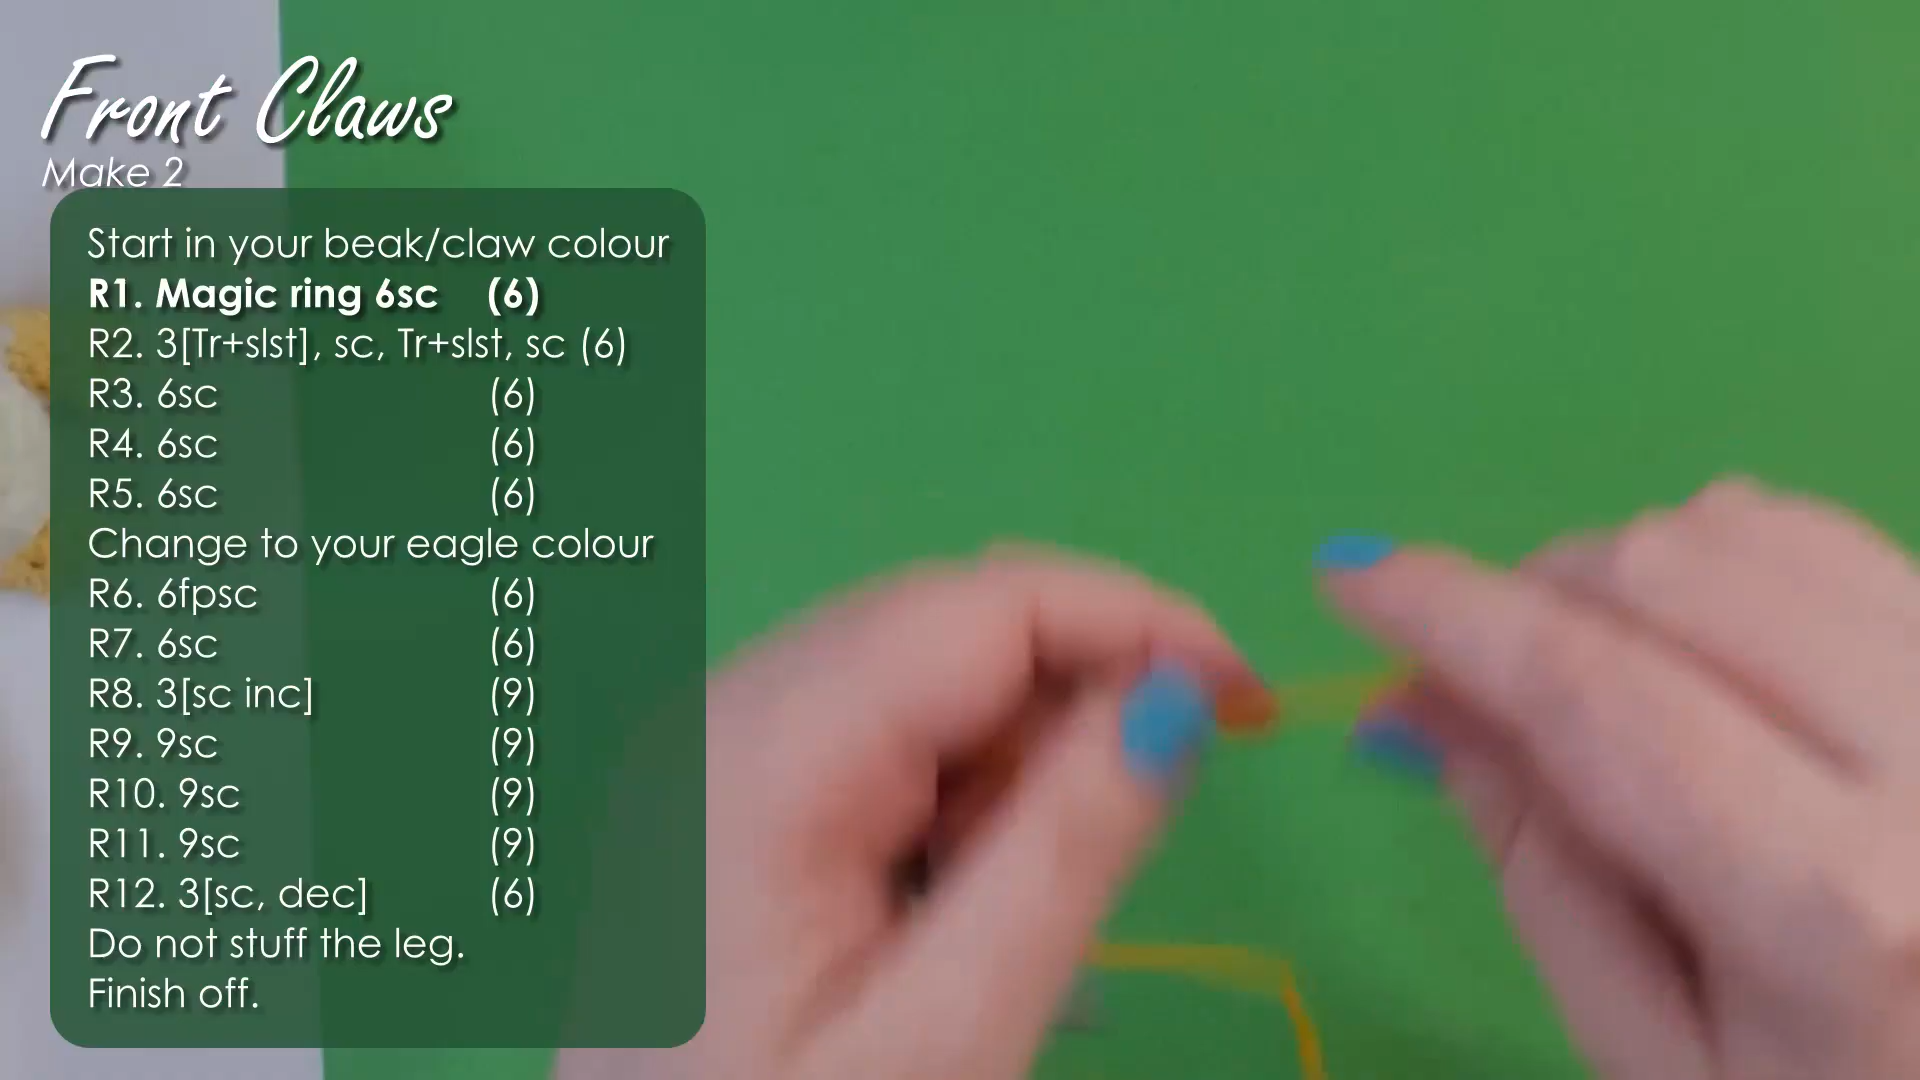 Front Claws
Make 2
Start in your beak/claw colour
R1. Magic ring 6sc (6)
R2. 3[Tr+slst], sc, Tr+slst, sc (6)
R3. 6sc (6)
R4. 6sc (6)
R5. 6sc (6)
Change to your eagle colour
R6. 6fpsc (6)
R7. 6sc (6)
R8. 3[sc inc] (9)
R9. 9sc (9)
R10. 9sc (9)
R11. 9sc (9)
R12. 3[sc, dec] (6)
Do not stuff the leg.
Finish off.